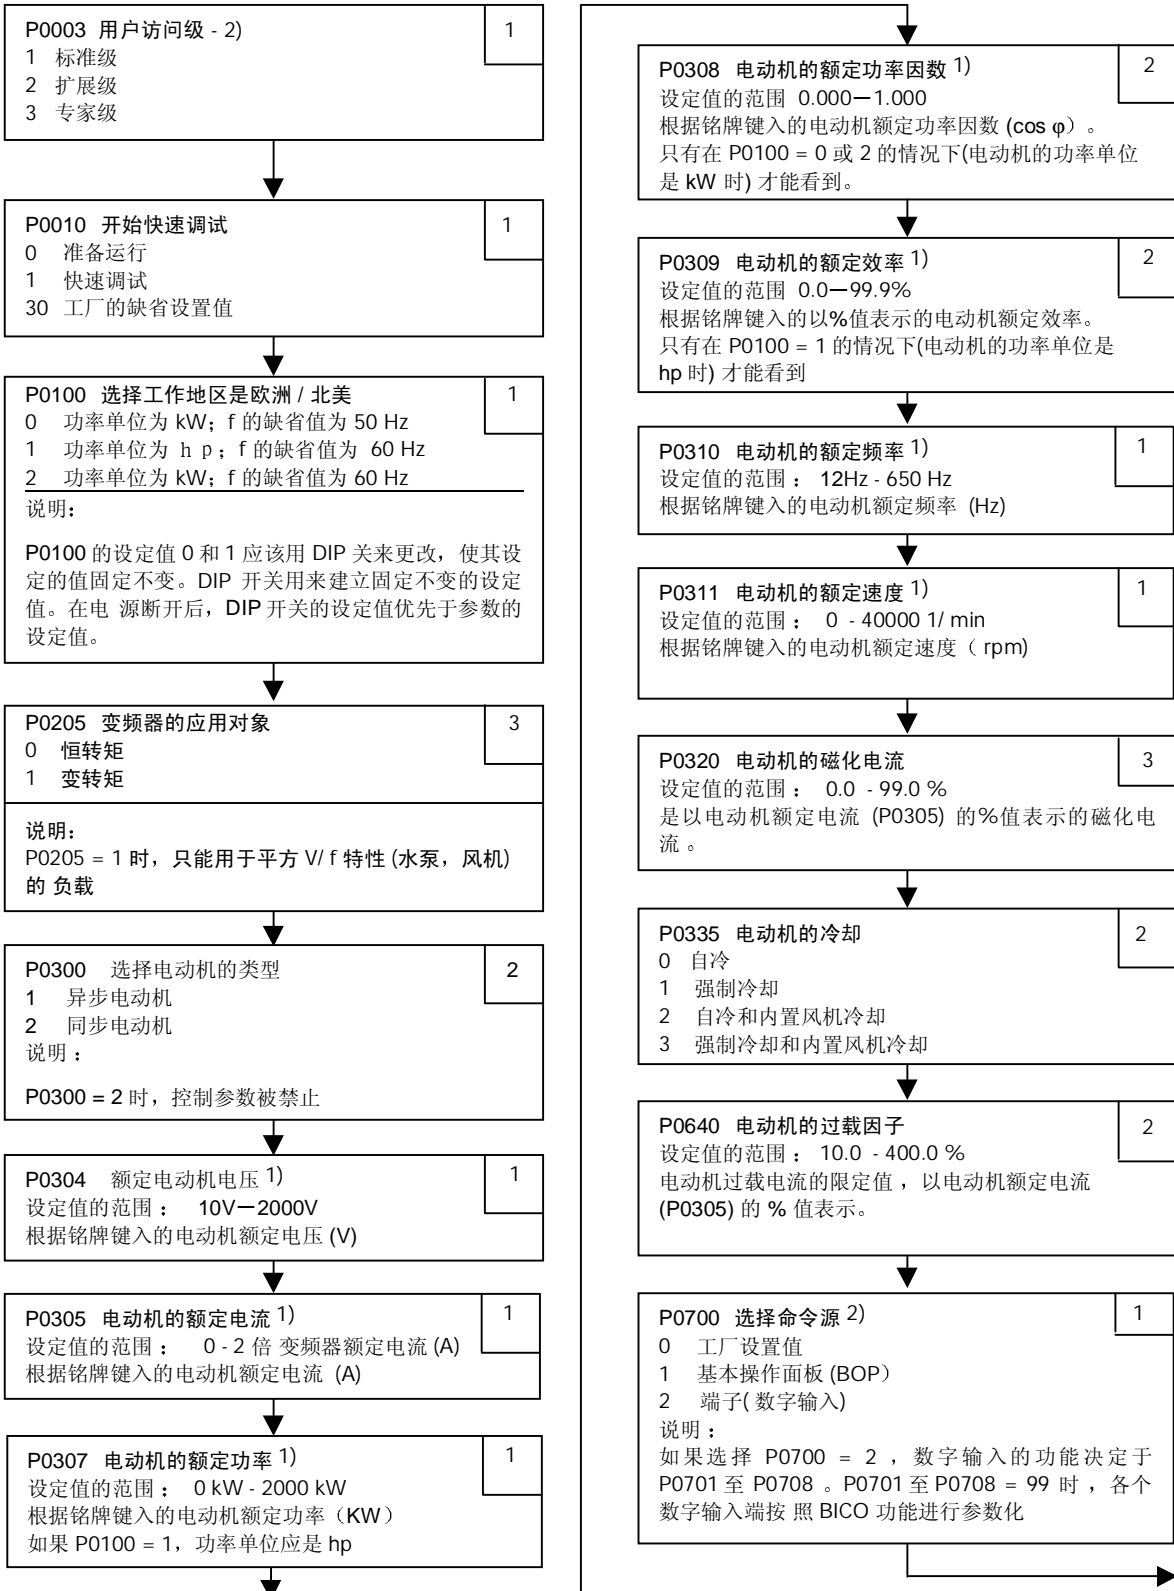 P0003 用户访问级 - 2)
1
1 标准级
2 扩展级
3 专家级
P0010 开始快速调试
1
0 准备运行
1 快速调试
30 工厂的缺省设置值
P0100 选择工作地区是欧洲 / 北美
1
0 功率单位为 kW；f 的缺省值为 50 Hz
1 功率单位为 hp；f 的缺省值为 60 Hz
2 功率单位为 kW；f 的缺省值为 60 Hz
说明：
P0100 的设定值 0 和 1 应该用 DIP 关来更改，使其设
定的值固定不变。DIP 开关用来建立固定不变的设定
值。在电 源断开后，DIP 开关的设定值优先于参数的
设定值。
P0205 变频器的应用对象
3
0 恒转矩
1 变转矩
说明：
P0205 = 1 时，只能用于平方 V/ f 特性 (水泵，风机)
的 负载
P0300 选择电动机的类型
2
1 异步电动机
2 同步电动机
说明：
P0300 = 2 时，控制参数被禁止
P0304 额定电动机电压 1)
1
设定值的范围： 10V－2000V
根据铭牌键入的电动机额定电压 (V)
P0305 电动机的额定电流 1)
1
设定值的范围： 0 - 2 倍 变频器额定电流 (A)
根据铭牌键入的电动机额定电流 (A)
P0307 电动机的额定功率 1)
1
设定值的范围： 0 kW - 2000 kW
根据铭牌键入的电动机额定功率（KW）
如果 P0100 = 1，功率单位应是 hp
P0308 电动机的额定功率因数 1)
2
设定值的范围 0.000－1.000
根据铭牌键入的电动机额定功率因数 (cos φ）。
只有在 P0100 = 0 或 2 的情况下(电动机的功率单位
是 kW 时) 才能看到。
P0309 电动机的额定效率 1)
2
设定值的范围 0.0－99.9%
根据铭牌键入的以%值表示的电动机额定效率。
只有在 P0100 = 1 的情况下(电动机的功率单位是
hp 时) 才能看到
P0310 电动机的额定频率 1)
1
设定值的范围： 12Hz - 650 Hz
根据铭牌键入的电动机额定频率 (Hz)
P0311 电动机的额定速度 1)
1
设定值的范围： 0 - 40000 1/ min
根据铭牌键入的电动机额定速度（ rpm)
P0320 电动机的磁化电流
3
设定值的范围： 0.0 - 99.0 %
是以电动机额定电流 (P0305) 的%值表示的磁化电
流 。
P0335 电动机的冷却
2
0 自冷
1 强制冷却
2 自冷和内置风机冷却
3 强制冷却和内置风机冷却
P0640 电动机的过载因子
2
设定值的范围： 10.0 - 400.0 %
电动机过载电流的限定值 ，以电动机额定电流
(P0305) 的 % 值表示。
P0700 选择命令源 2)
1
0 工厂设置值
1 基本操作面板 (BOP）
2 端子( 数字输入)
说明：
如果选择 P0700 = 2 ，数字输入的功能决定于
P0701 至 P0708 。P0701 至 P0708 = 99 时 ，各个
数字输入端按 照 BICO 功能进行参数化